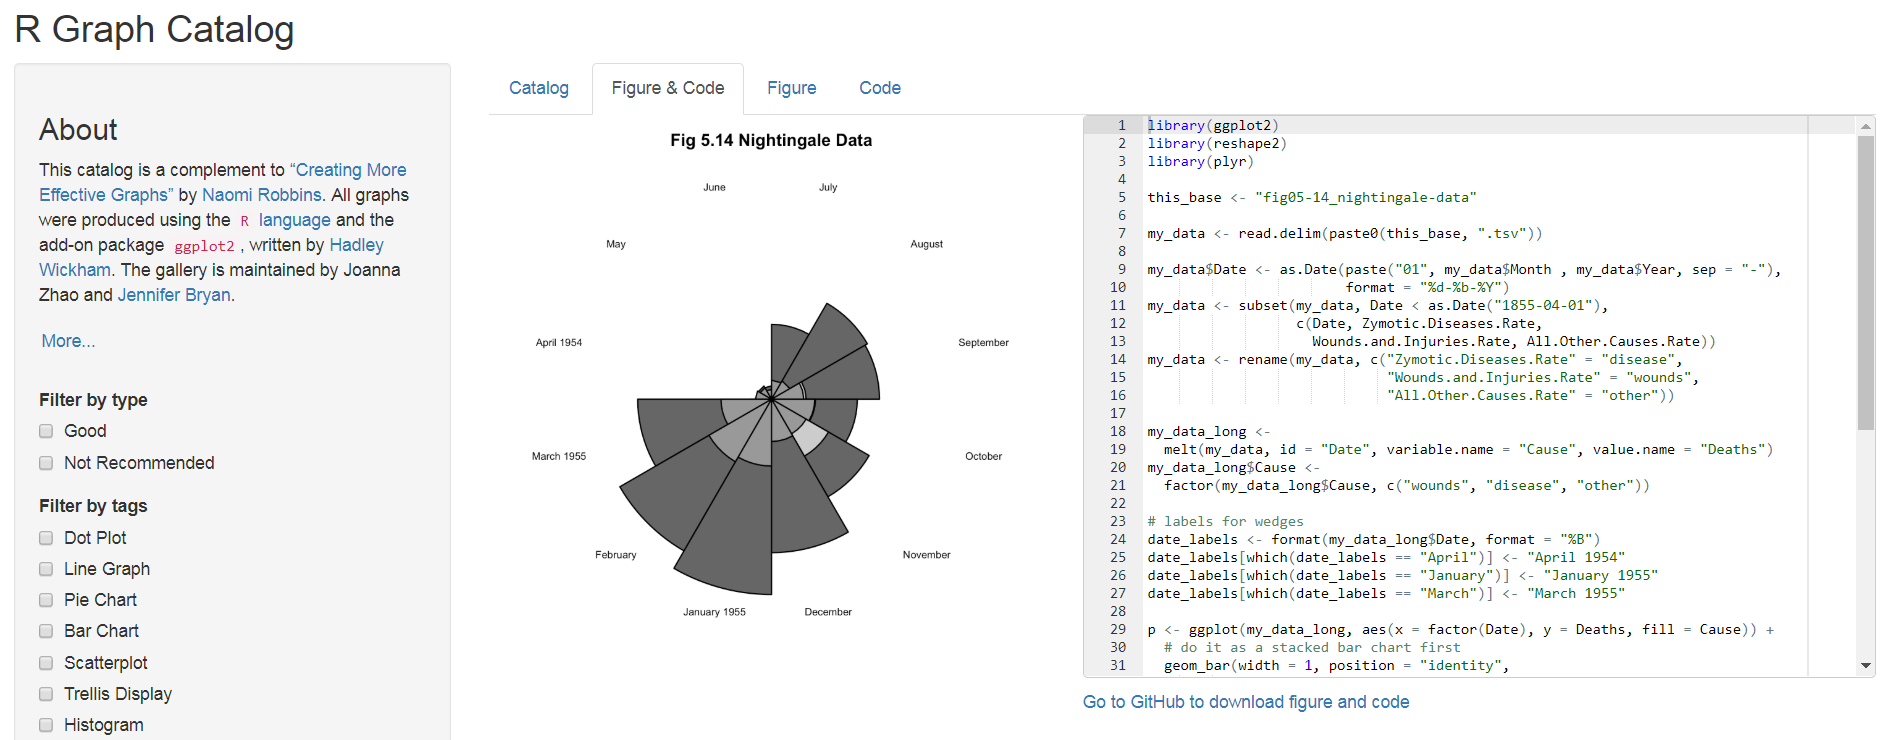 R Graph Catalog
About
This catalog is a complement to “Creating More
Effective Graphs” by Naomi Robbins. All graphs
were produced using the R language and the
add-on package ggplot2 , written by Hadley
Wickham. The gallery is maintained by Joanna
Zhao and Jennifer Bryan.
More...
Filter by type
Good
Not Recommended
Filter by tags
Dot Plot
Line Graph
Pie Chart
Bar Chart
Scatterplot
Trellis Display
Histogram
Catalog Figure & Code Figure Code
Fig 5.14 Nightingale Data
June July
May August
April 1954 September
March 1955 October
February November
January 1955 December
1 library(ggplot2)
2 library(reshape2)
3 library(plyr)
4
5 this_base <- "fig05-14_nightingale-data"
6
7 my_data <- read.delim(paste0(this_base, ".tsv"))
8
9 my_data$Date <- as.Date(paste("01", my_data$Month , my_data$Year, sep = "-"),
10 format = "%d-%b-%Y")
11 my_data <- subset(my_data, Date < as.Date("1855-04-01"),
12 c(Date, Zymotic.Diseases.Rate,
13 Wounds.and.Injuries.Rate, All.Other.Causes.Rate))
14 my_data <- rename(my_data, c("Zymotic.Diseases.Rate" = "disease",
15 "Wounds.and.Injuries.Rate" = "wounds",
16 "All.Other.Causes.Rate" = "other"))
17
18 my_data_long <-
19 melt(my_data, id = "Date", variable.name = "Cause", value.name = "Deaths")
20 my_data_long$Cause <-
21 factor(my_data_long$Cause, c("wounds", "disease", "other"))
22
23 # labels for wedges
24 date_labels <- format(my_data_long$Date, format = "%B")
25 date_labels[which(date_labels == "April")] <- "April 1954"
26 date_labels[which(date_labels == "January")] <- "January 1955"
27 date_labels[which(date_labels == "March")] <- "March 1955"
28
29 p <- ggplot(my_data_long, aes(x = factor(Date), y = Deaths, fill = Cause)) +
30 # do it as a stacked bar chart first
31 geom_bar(width = 1, position = "identity",
Go to GitHub to download figure and code